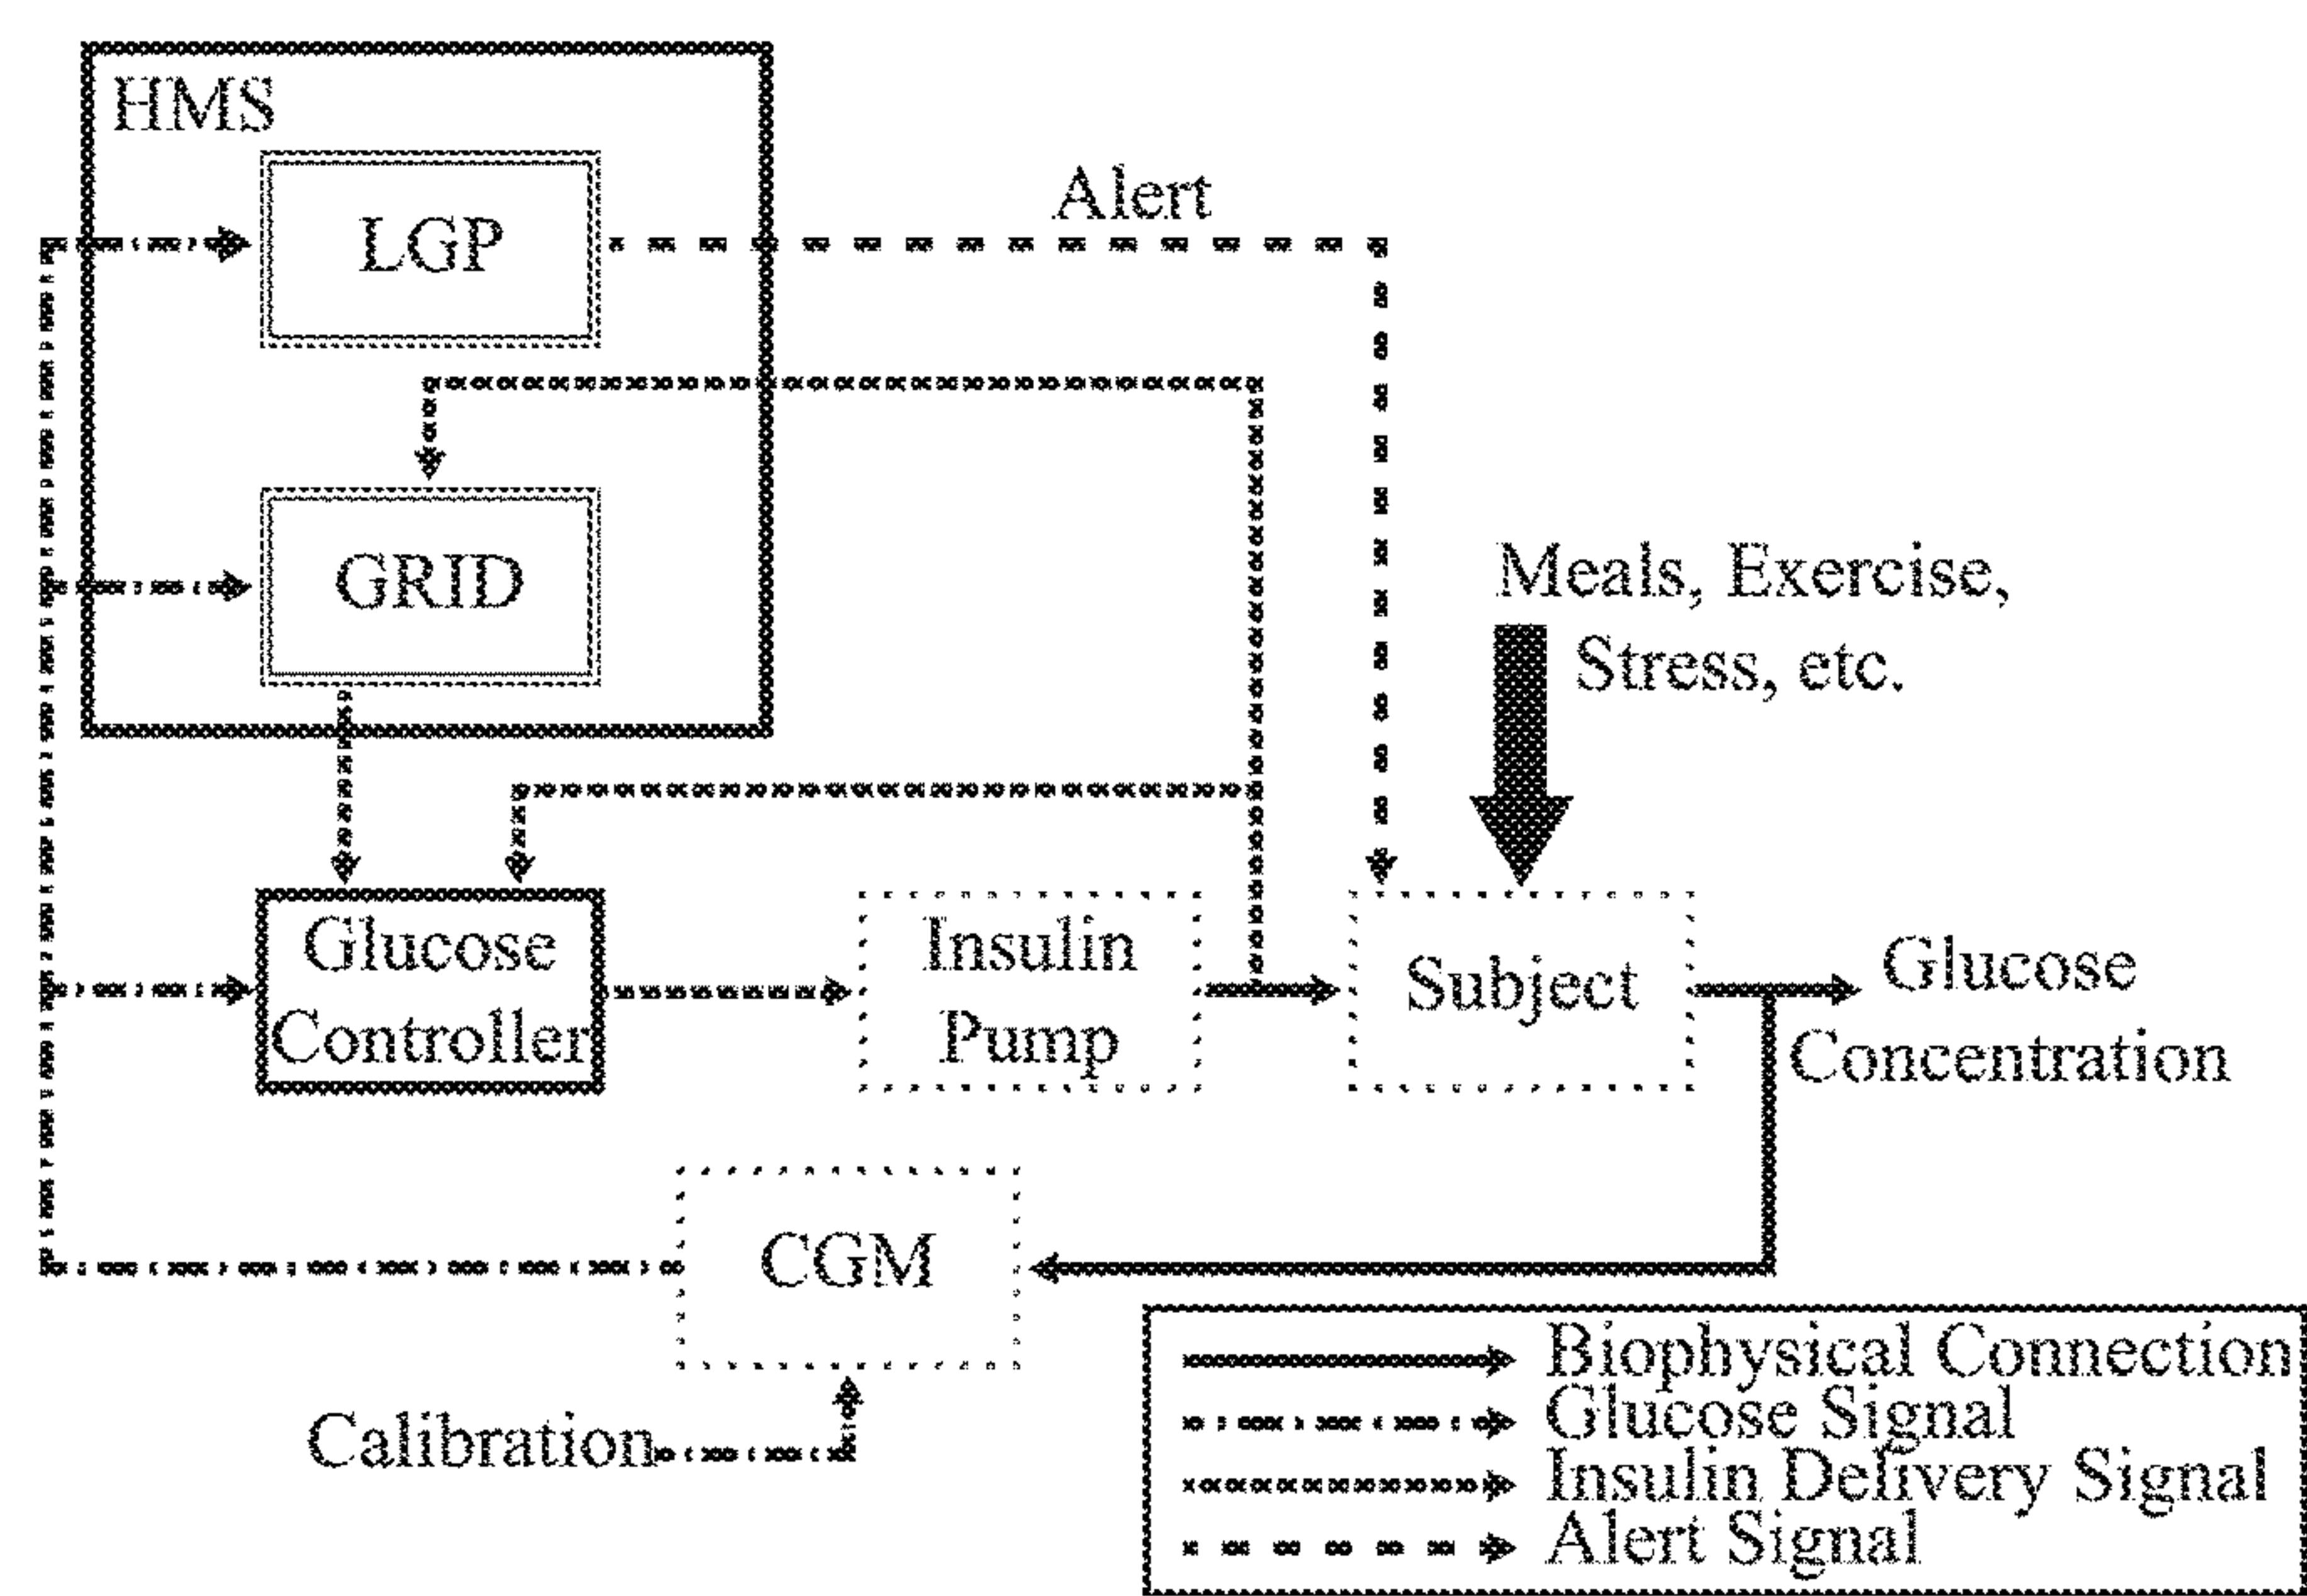 HMS
LGP
Alert
GRID
Meals, Exercise,
Stress, etc.
Glucose
Controller
Insulin
Pump
Subject
Glucose
Concentration
CGM
Calibration
Biophysical Connection
Glucose Signal
Insulin Delivery Signal
Alert Signal